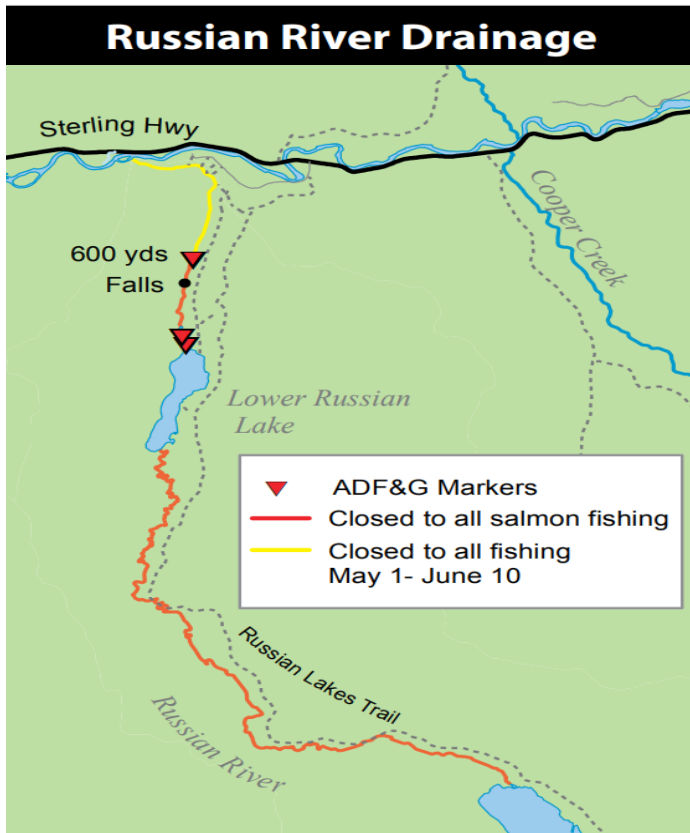 Russian River Drainage
Sterling Hwy
Cooper Creek
600 yds
Falls
Lower Russian
Lake
ADF&G Markers
Closed to all salmon fishing
Closed to all fishing
May 1- June 10
Russian Lakes Trail
Russian River